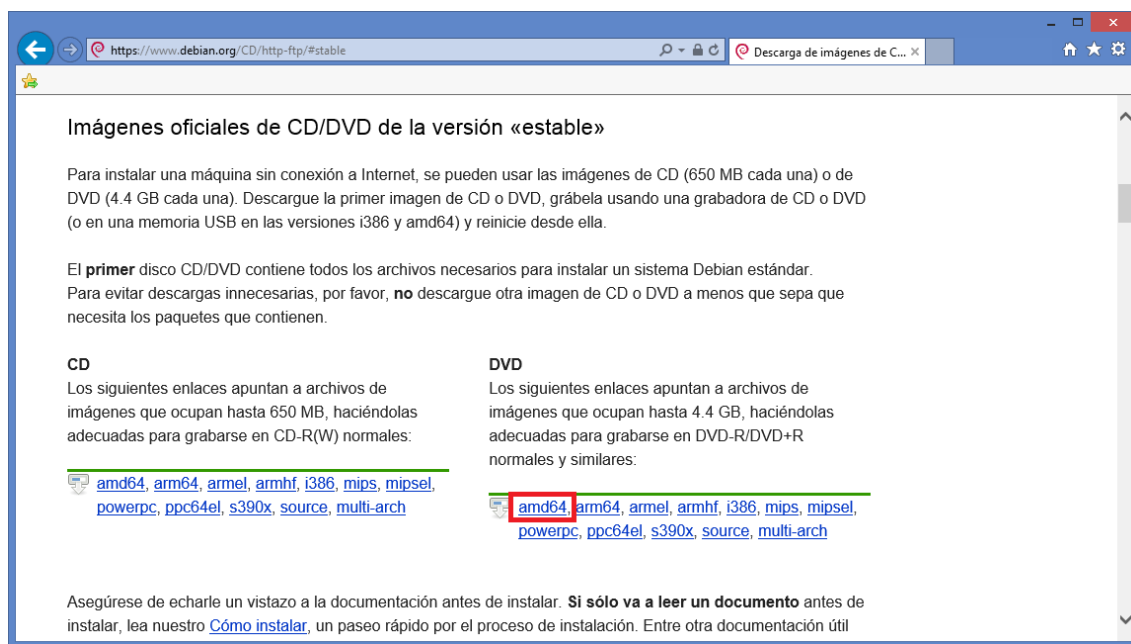 https://www.debian.org/CD/http-ftp/#stable
Descarga de imágenes de C...
Imágenes oficiales de CD/DVD de la versión «estable»
Para instalar una máquina sin conexión a Internet, se pueden usar las imágenes de CD (650 MB cada una) o de
DVD (4.4 GB cada una). Descargue la primer imagen de CD o DVD, grábela usando una grabadora de CD o DVD
(o en una memoria USB en las versiones i386 y amd64) y reinicie desde ella.
El primer disco CD/DVD contiene todos los archivos necesarios para instalar un sistema Debian estándar.
Para evitar descargas innecesarias, por favor, no descargue otra imagen de CD o DVD a menos que sepa que
necesita los paquetes que contienen.
CD
Los siguientes enlaces apuntan a archivos de
imágenes que ocupan hasta 650 MB, haciéndolas
adecuadas para grabarse en CD-R(W) normales:
amd64, arm64, armel, armhf, i386, mips, mipsel,
powerpc, ppc64el, s390x, source, multi-arch
DVD
Los siguientes enlaces apuntan a archivos de
imágenes que ocupan hasta 4.4 GB, haciéndolas
adecuadas para grabarse en DVD-R/DVD+R
normales y similares:
amd64, arm64, armel, armhf, i386, mips, mipsel,
powerpc, ppc64el, s390x, source, multi-arch
Asegúrese de echarle un vistazo a la documentación antes de instalar. Si sólo va a leer un documento antes de
instalar, lea nuestro Cómo instalar, un paseo rápido por el proceso de instalación. Entre otra documentación útil